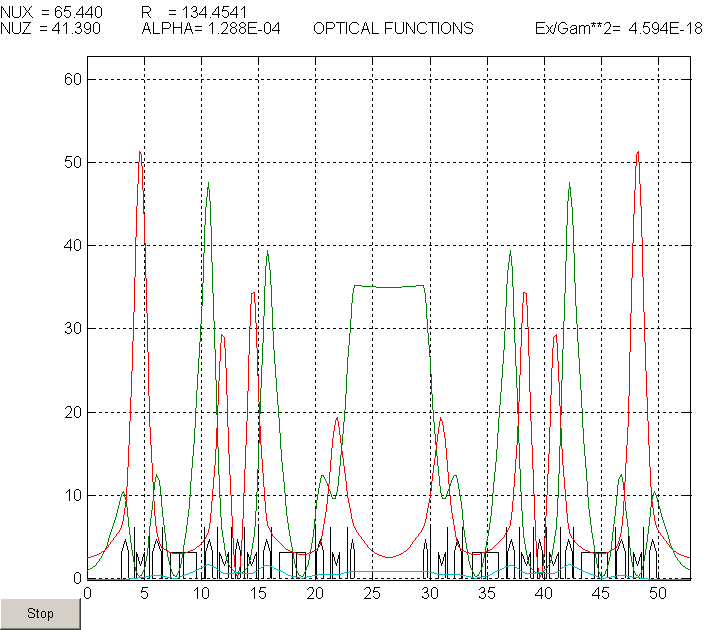 NUX = 65.440 R = 134.4541
NUZ = 41.390 ALPHA= 1.288E-04 OPTICAL FUNCTIONS Ex/Gam**2= 4.594E-18
60
50
40
30
20
10
0
0 5 10 15 20 25 30 35 40 45 50
Stop